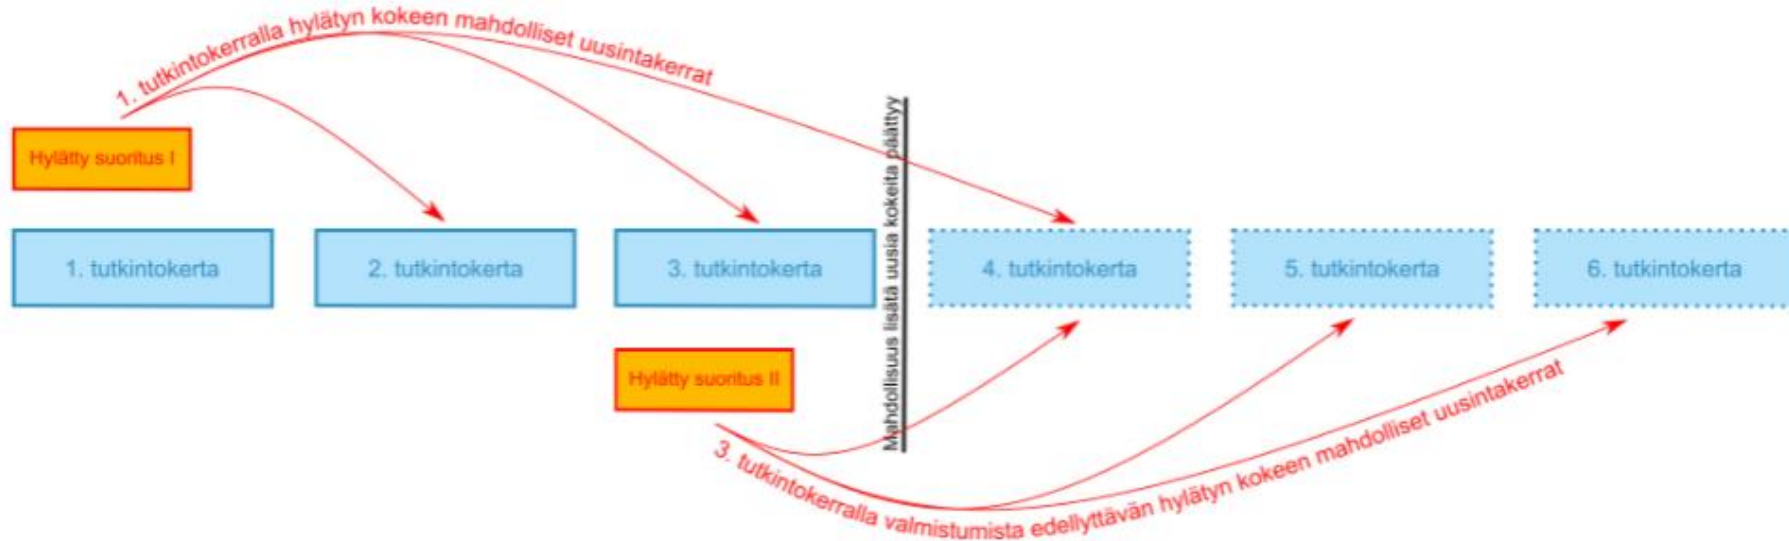 1. tutkintokerralla hylätyn kokeen mahdolliset uusintakerrat
Hylätty suoritus I
1. tutkintokerta
2. tutkintokerta
3. tutkintokerta
Mahdollisuus lisätä uusia kokeita päättyy
4. tutkintokerta
5. tutkintokerta
6. tutkintokerta
Hylätty suoritus II
3. tutkintokerralla valmistumista edellyttävän hylätyn kokeen mahdolliset uusintakerrat